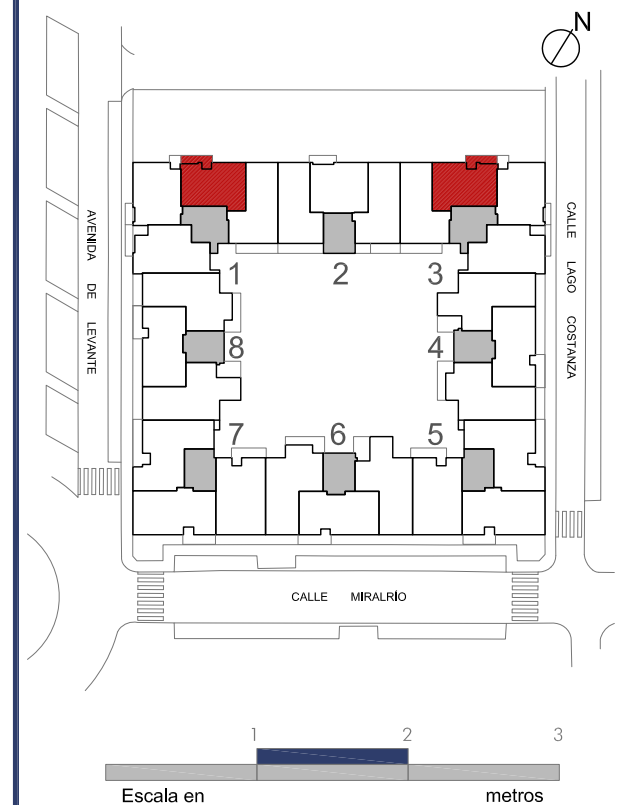 N
AVENIDA DE LEVANTE
CALLE LAGO COSTANZA
1 2 3
8 4
7 6 5
CALLE MIRALRÍO
1 2 3
Escala en metros